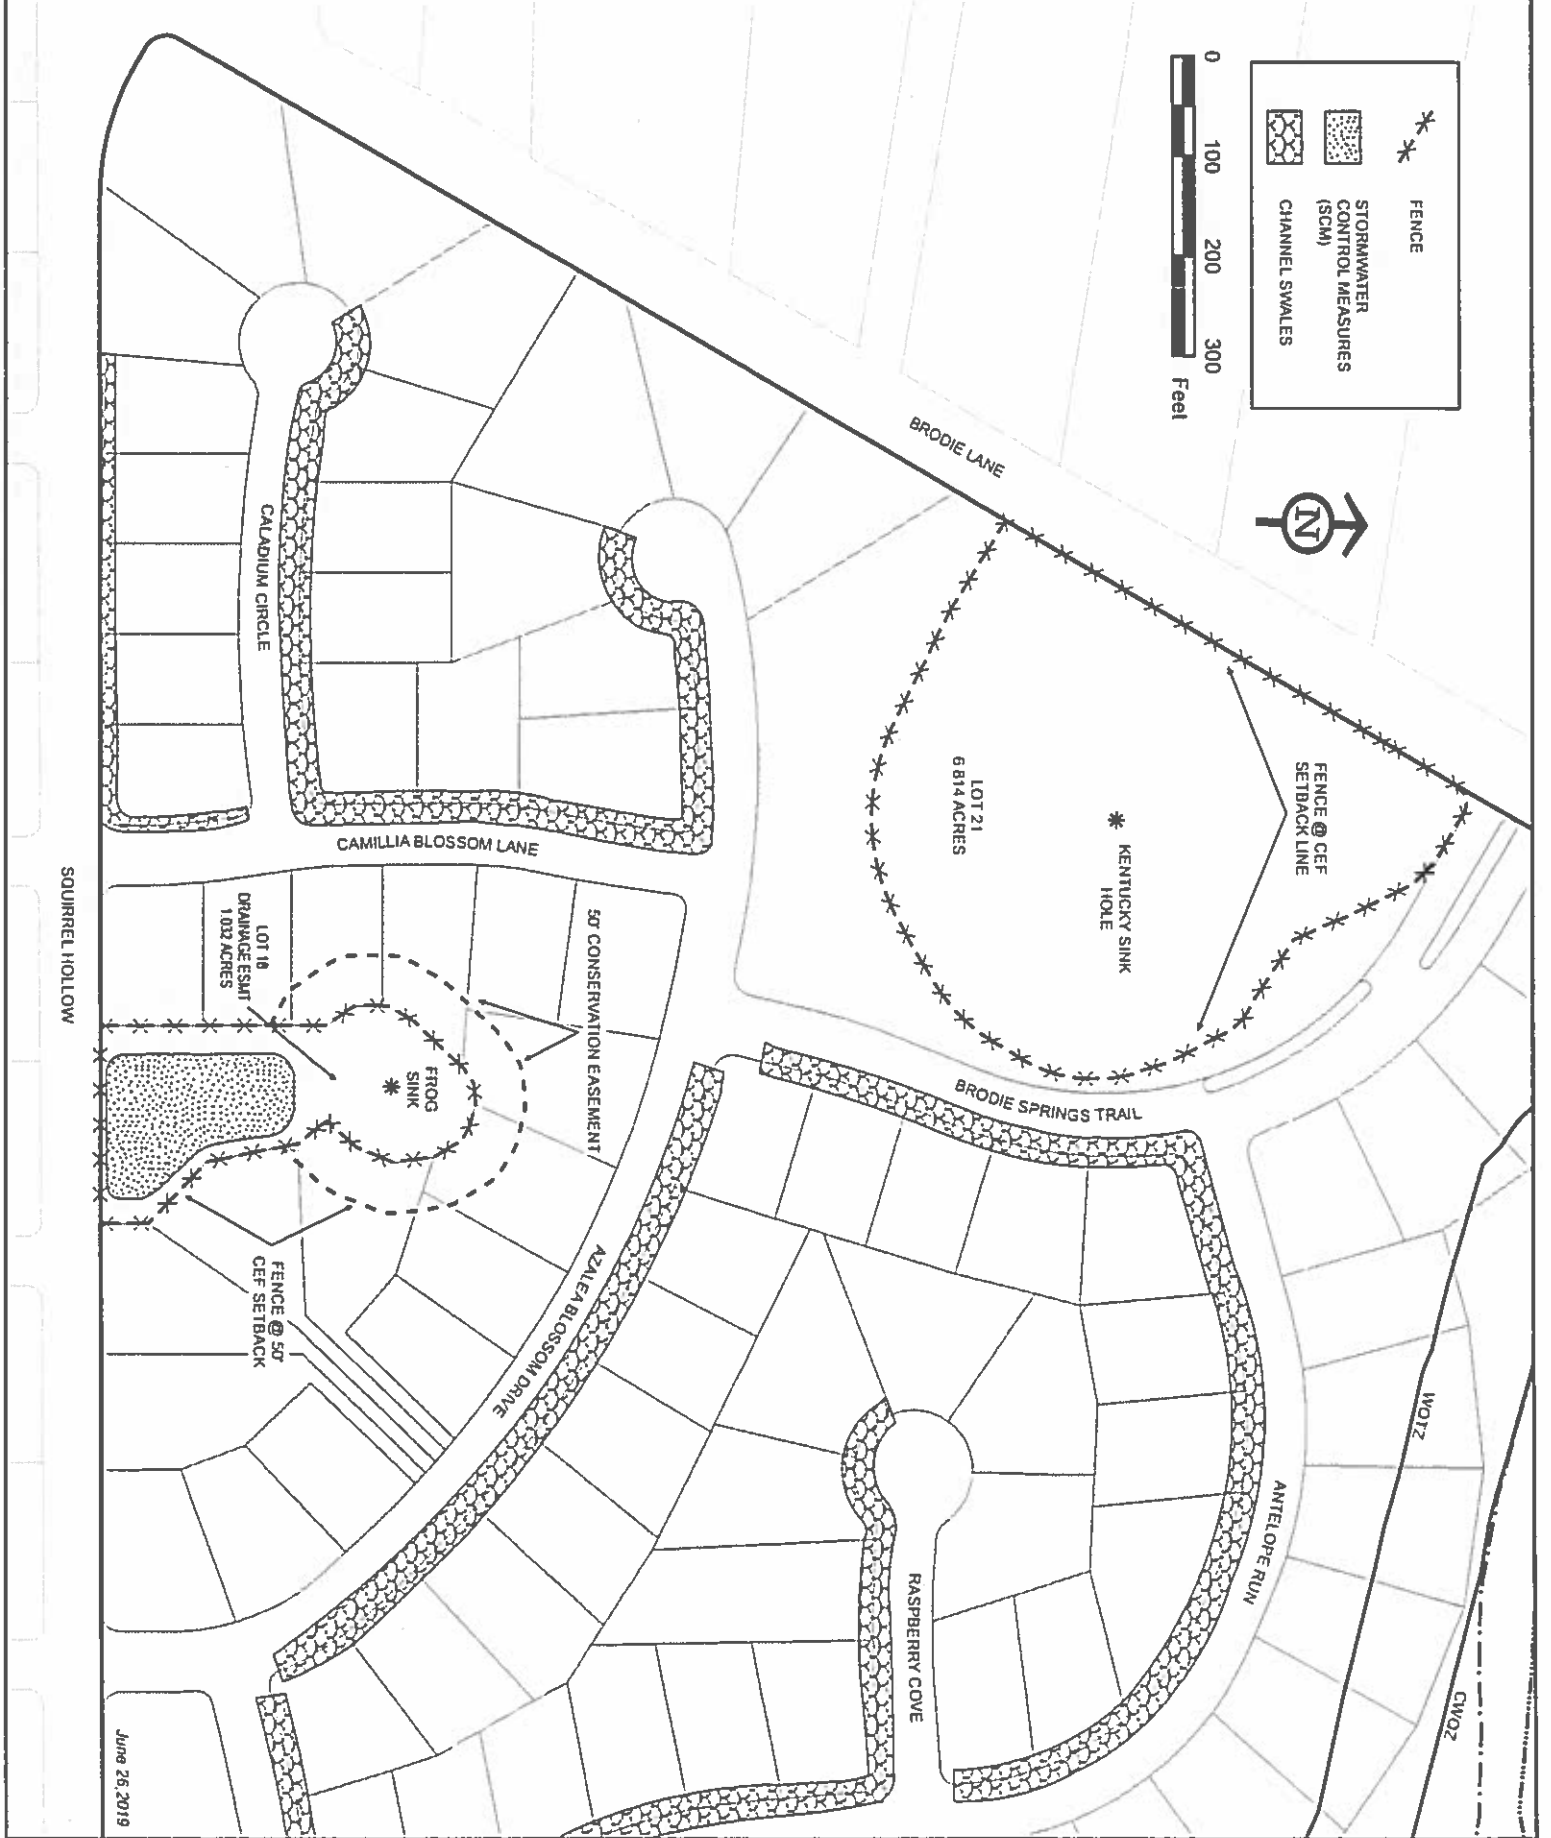 FENCE
STORMWATER
CONTROL MEASURES
(SCM)
CHANNEL SWALES
0 100 200 300
Feet
N
BRODIE LANE
FENCE @ CEF
SETBACK LINE
KENTUCKY SINK
HOLE
LOT 21
6 814 ACRES
BRODIE SPRINGS TRAIL
WQTZ
CWQZ
ANTELOPE RUN
RASPBERRY COVE
CALADIUM CIRCLE
CAMILLIA BLOSSOM LANE
50' CONSERVATION EASEMENT
FROG
SINK
LOT 18
DRAINAGE ESMT
1.032 ACRES
AZALEA BLOSSOM DRIVE
FENCE @ 50'
CEF SETBACK
SQUIRREL HOLLOW
June 26, 2019